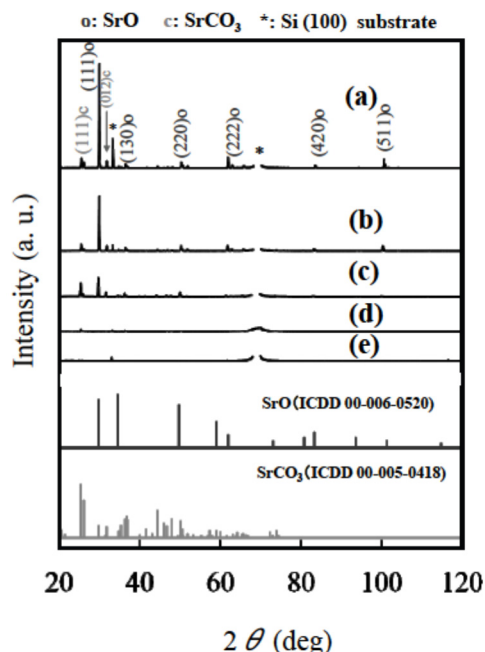 o: SrO c: SrCO₃ *: Si (100) substrate
(111)c
(111)o
(012)c
*
(130)o
(220)o
(222)o
*
(420)o
(511)o
(a)
(b)
(c)
(d)
(e)
SrO(ICDD 00-006-0520)
SrCO₃(ICDD 00-005-0418)
Intensity (a. u.)
20 40 60 80 100 120
2 θ (deg)